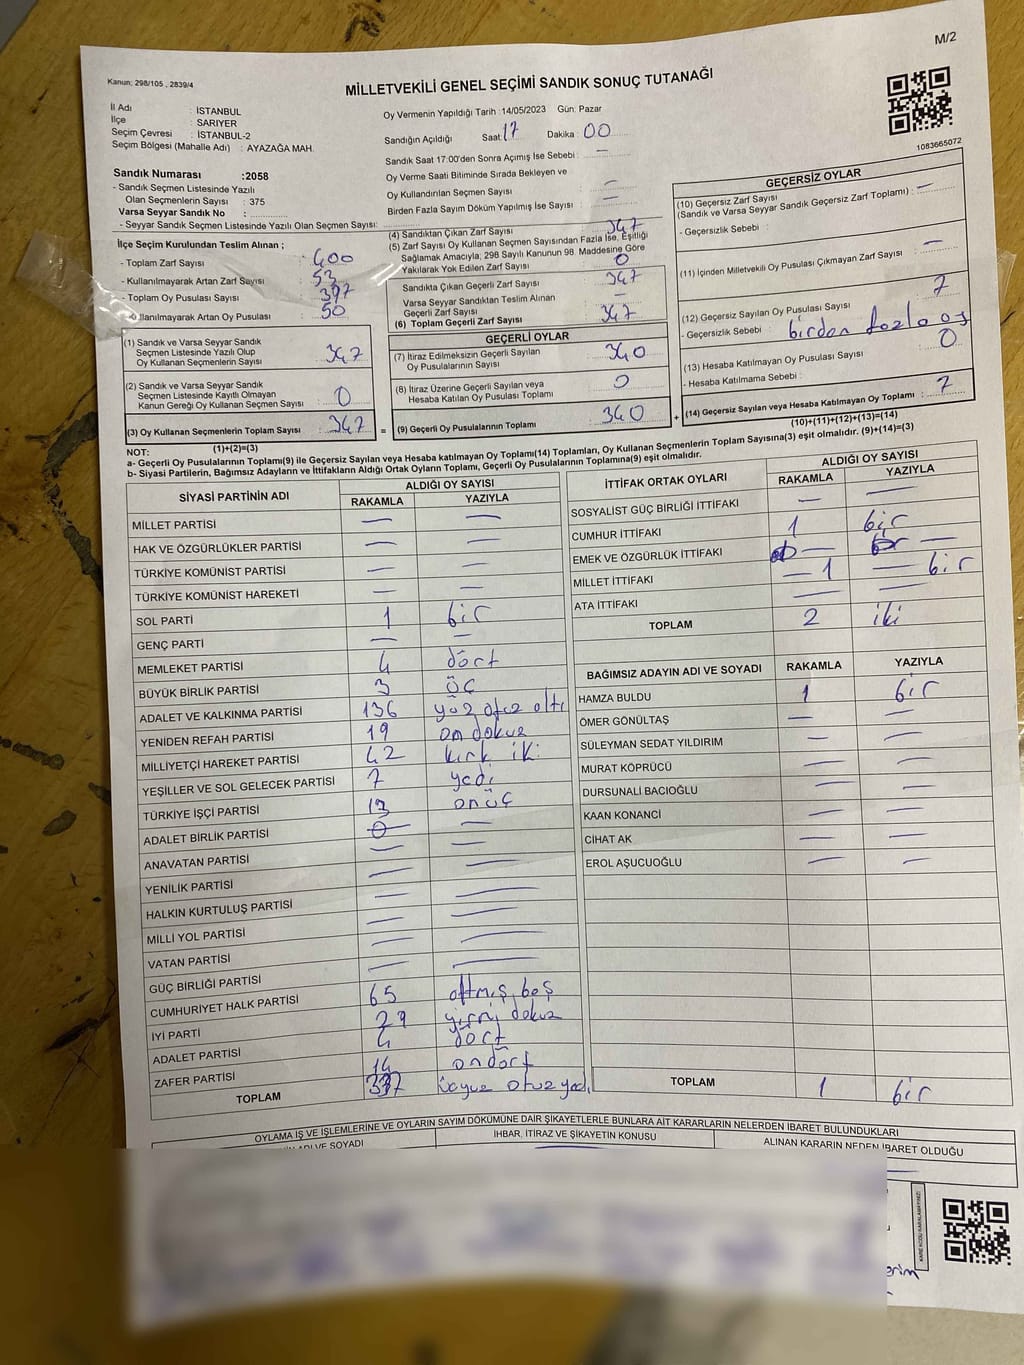 M/2
Kanun: 298/105 , 2839/4
MİLLETVEKİLİ GENEL SEÇİMİ SANDIK SONUÇ TUTANAĞI
İl Adı : İSTANBUL
İlçe : SARIYER
Seçim Çevresi : İSTANBUL-2
Seçim Bölgesi (Mahalle Adı) : AYAZAĞA MAH.
Oy Vermenin Yapıldığı Tarih :14/05/2023 Gün: Pazar
Sandığın Açıldığı Saat: 17 Dakika : 00
Sandık Saat 17:00'den Sonra Açımış İse Sebebi : —
Oy Verme Saati Bitiminde Sırada Bekleyen ve
Oy Kullandırılan Seçmen Sayısı : —
Birden Fazla Sayım Döküm Yapılmış İse Sayısı : —
1083665072
Sandık Numarası :2058
- Sandık Seçmen Listesinde Yazılı
Olan Seçmenlerin Sayısı : 375
Varsa Seyyar Sandık No :
- Seyyar Sandık Seçmen Listesinde Yazılı Olan Seçmen Sayısı:
İlçe Seçim Kurulundan Teslim Alınan ;
- Toplam Zarf Sayısı : 400
- Kullanılmayarak Artan Zarf Sayısı : 53
- Toplam Oy Pusulası Sayısı : 397
llanılmayarak Artan Oy Pusulası : 50
(1) Sandık ve Varsa Seyyar Sandık
Seçmen Listesinde Yazılı Olup
Oy Kullanan Seçmenlerin Sayısı : 347
(2) Sandık ve Varsa Seyyar Sandık
Seçmen Listesinde Kayıtlı Olmayan
Kanun Gereği Oy Kullanan Seçmen Sayısı : 0
(3) Oy Kullanan Seçmenlerin Toplam Sayısı : 347
(1)+(2)=(3)
(4) Sandıktan Çıkan Zarf Sayısı : 347
(5) Zarf Sayısı Oy Kullanan Seçmen Sayısından Fazla İse, Eşitliği
Sağlamak Amacıyla; 298 Sayılı Kanunun 98. Maddesine Göre
Yakılarak Yok Edilen Zarf Sayısı : 0
Sandıkta Çıkan Geçerli Zarf Sayısı : 347
Varsa Seyyar Sandıktan Teslim Alınan
Geçerli Zarf Sayısı : —
(6) Toplam Geçerli Zarf Sayısı : 347
GEÇERLİ OYLAR
(7) İtiraz Edilmeksizin Geçerli Sayılan
Oy Pusulalarının Sayısı : 340
(8) İtiraz Üzerine Geçerli Sayılan veya
Hesaba Katılan Oy Pusulası Toplamı : 0
= (9) Geçerli Oy Pusulalarının Toplamı : 340 +
GEÇERSİZ OYLAR
(10) Geçersiz Zarf Sayısı
(Sandık ve Varsa Seyyar Sandık Geçersiz Zarf Toplamı) : —
- Geçersizlik Sebebi :
(11) İçinden Milletvekili Oy Pusulası Çıkmayan Zarf Sayısı : —
(12) Geçersiz Sayılan Oy Pusulası Sayısı : 7
- Geçersizlik Sebebi : birden fazla oy
(13) Hesaba Katılmayan Oy Pusulası Sayısı : 0
- Hesaba Katılmama Sebebi :
(14) Geçersiz Sayılan veya Hesaba Katılmayan Oy Toplamı : 7
(10)+(11)+(12)+(13)=(14)
NOT:
a- Geçerli Oy Pusulalarının Toplamı(9) ile Geçersiz Sayılan veya Hesaba katılmayan Oy Toplamı(14) Toplamları, Oy Kullanan Seçmenlerin Toplam Sayısına(3) eşit olmalıdır. (9)+(14)=(3)
b- Siyasi Partilerin, Bağımsız Adayların ve İttifakların Aldığı Ortak Oyların Toplamı, Geçerli Oy Pusulalarının Toplamına(9) eşit olmalıdır.
SİYASİ PARTİNİN ADI ALDIĞI OY SAYISI
RAKAMLA YAZIYLA
MİLLET PARTİSİ — —
HAK VE ÖZGÜRLÜKLER PARTİSİ — —
TÜRKİYE KOMÜNİST PARTİSİ — —
TÜRKİYE KOMÜNİST HAREKETİ — —
SOL PARTİ 1 bir
GENÇ PARTİ — —
MEMLEKET PARTİSİ 4 dört
BÜYÜK BİRLİK PARTİSİ 3 üç
ADALET VE KALKINMA PARTİSİ 136 yüz otuz altı
YENİDEN REFAH PARTİSİ 19 on dokuz
MİLLİYETÇİ HAREKET PARTİSİ 42 kırk iki
YEŞİLLER VE SOL GELECEK PARTİSİ 7 yedi
TÜRKİYE İŞÇİ PARTİSİ 13 onüç
ADALET BİRLİK PARTİSİ — —
ANAVATAN PARTİSİ — —
YENİLİK PARTİSİ — —
HALKIN KURTULUŞ PARTİSİ — —
MİLLİ YOL PARTİSİ — —
VATAN PARTİSİ — —
GÜÇ BİRLİĞİ PARTİSİ — —
CUMHURİYET HALK PARTİSİ 65 altmış beş
İYİ PARTİ 29 yirmi dokuz
ADALET PARTİSİ 4 dört
ZAFER PARTİSİ 14 ondört
TOPLAM 337 üçyüz otuz yedi
İTTİFAK ORTAK OYLARI ALDIĞI OY SAYISI
RAKAMLA YAZIYLA
SOSYALİST GÜÇ BİRLİĞİ İTTİFAKI — —
CUMHUR İTTİFAKI 1 bir
EMEK VE ÖZGÜRLÜK İTTİFAKI — —
MİLLET İTTİFAKI — 1 — bir
ATA İTTİFAKI — —
TOPLAM 2 iki
BAĞIMSIZ ADAYIN ADI VE SOYADI RAKAMLA YAZIYLA
HAMZA BULDU 1 bir
ÖMER GÖNÜLTAŞ — —
SÜLEYMAN SEDAT YILDIRIM — —
MURAT KÖPRÜCÜ — —
DURSUNALİ BACIOĞLU — —
KAAN KONANCİ — —
CİHAT AK — —
EROL AŞUCUOĞLU — —
TOPLAM 1 bir
OYLAMA İŞ VE İŞLEMLERİNE VE OYLARIN SAYIM DÖKÜMÜNE DAİR ŞİKAYETLERLE BUNLARA AİT KARARLARIN NELERDEN İBARET BULUNDUKLARI
ADI VE SOYADI İHBAR, İTİRAZ VE ŞİKAYETİN KONUSU ALINAN KARARIN NEDEN İBARET OLDUĞU